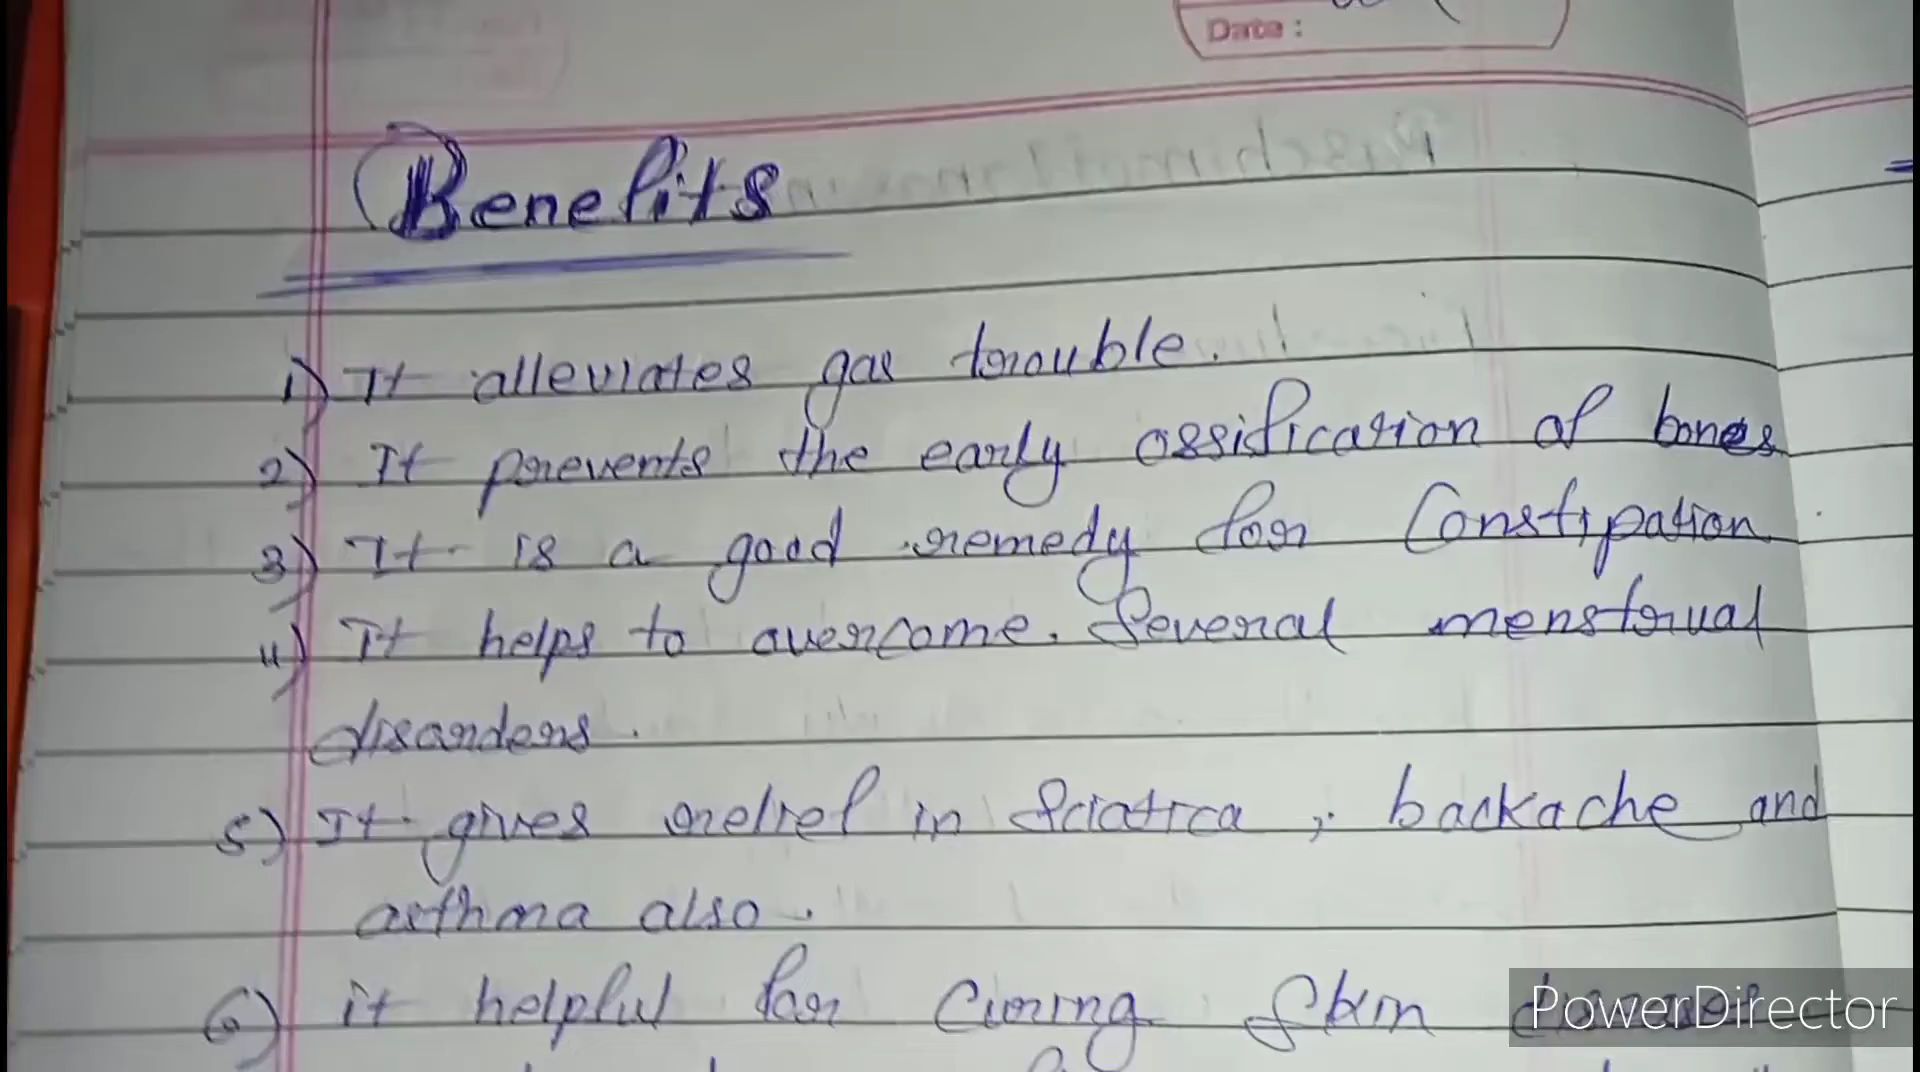 Date :
Benefits
1) It alleviates gas trouble.
2) It prevents the early ossification of bones
3) It is a good remedy for Constipation
4) It helps to overcome. Several menstrual
disorders.
5) It gives relief in Sciatica, backache and
asthma also.
6) it helpful for Curing Skin
PowerDirector